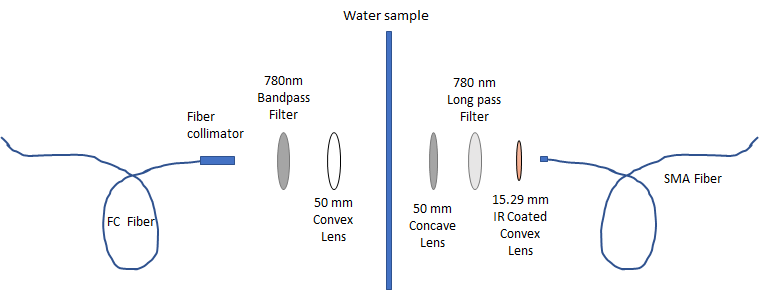 Water sample
780nm
Bandpass
Filter
780 nm
Long pass
Filter
Fiber
collimator
FC Fiber
50 mm
Convex
Lens
50 mm
Concave
Lens
15.29 mm
IR Coated
Convex
Lens
SMA Fiber